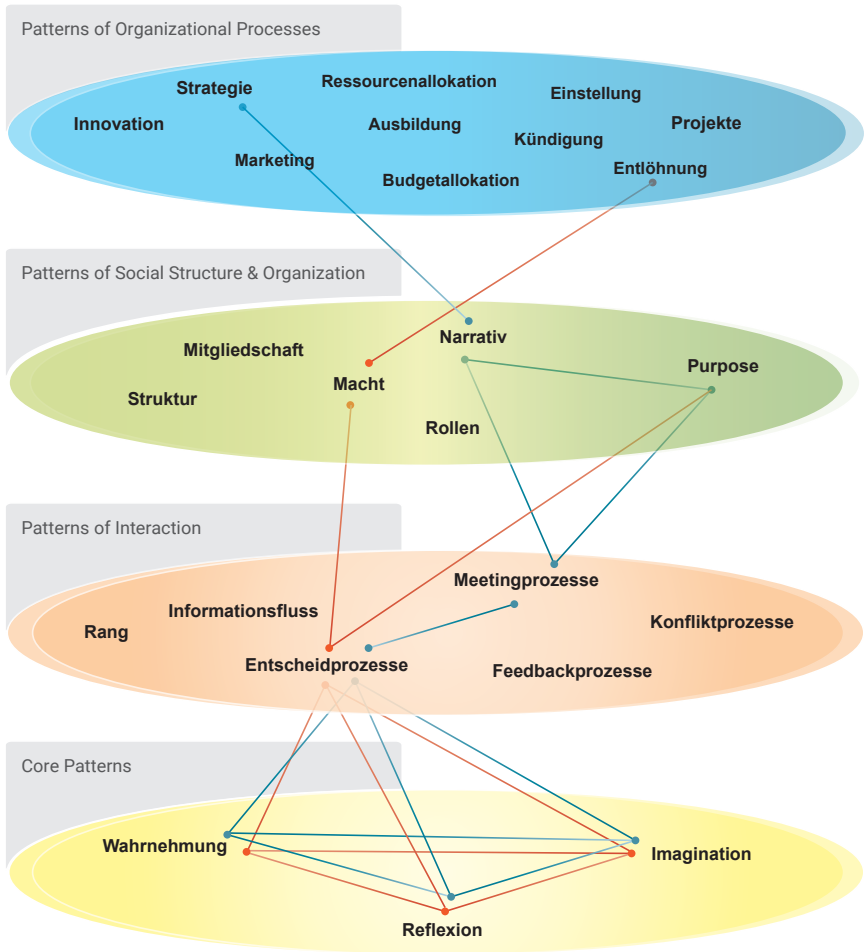 Patterns of Organizational Processes
Strategie
Ressourcenallokation
Einstellung
Innovation
Ausbildung
Projekte
Kündigung
Marketing
Entlöhnung
Budgetallokation
Patterns of Social Structure & Organization
Narrativ
Mitgliedschaft
Purpose
Macht
Struktur
Rollen
Patterns of Interaction
Meetingprozesse
Informationsfluss
Konfliktprozesse
Rang
Entscheidprozesse
Feedbackprozesse
Core Patterns
Wahrnehmung
Imagination
Reflexion